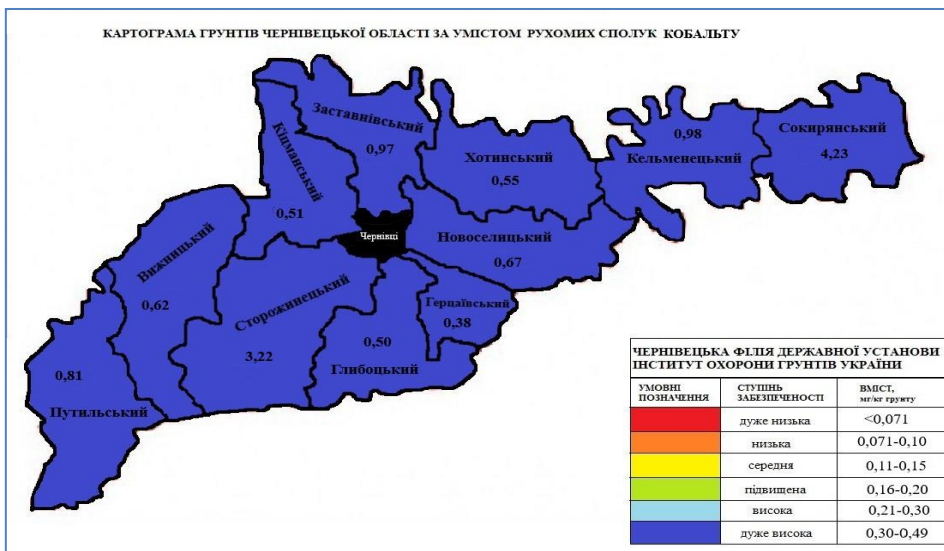 КАРТОГРАМА ГРУНТІВ ЧЕРНІВЕЦЬКОЇ ОБЛАСТІ ЗА УМІСТОМ РУХОМИХ СПОЛУК КОБАЛЬТУ
Заставнівський
0,97
Кіцманський
0,51
Хотинський
0,55
0,98
Кельменецький
Сокирянський
4,23
Чернівці
Новоселицький
0,67
Вижницький
0,62
Сторожинецький
3,22
Герцаївський
0,38
0,50
Глибоцький
0,81
Путильський
ЧЕРНІВЕЦЬКА ФІЛІЯ ДЕРЖАВНОЇ УСТАНОВИ
ІНСТИТУТ ОХОРОНИ ГРУНТІВ УКРАЇНИ
УМОВНІ ПОЗНАЧЕННЯ СТУПІНЬ ЗАБЕЗПЕЧЕНОСТІ ВМІСТ, мг/кг грунту
дуже низька <0,071
низька 0,071-0,10
середня 0,11-0,15
підвищена 0,16-0,20
висока 0,21-0,30
дуже висока 0,30-0,49